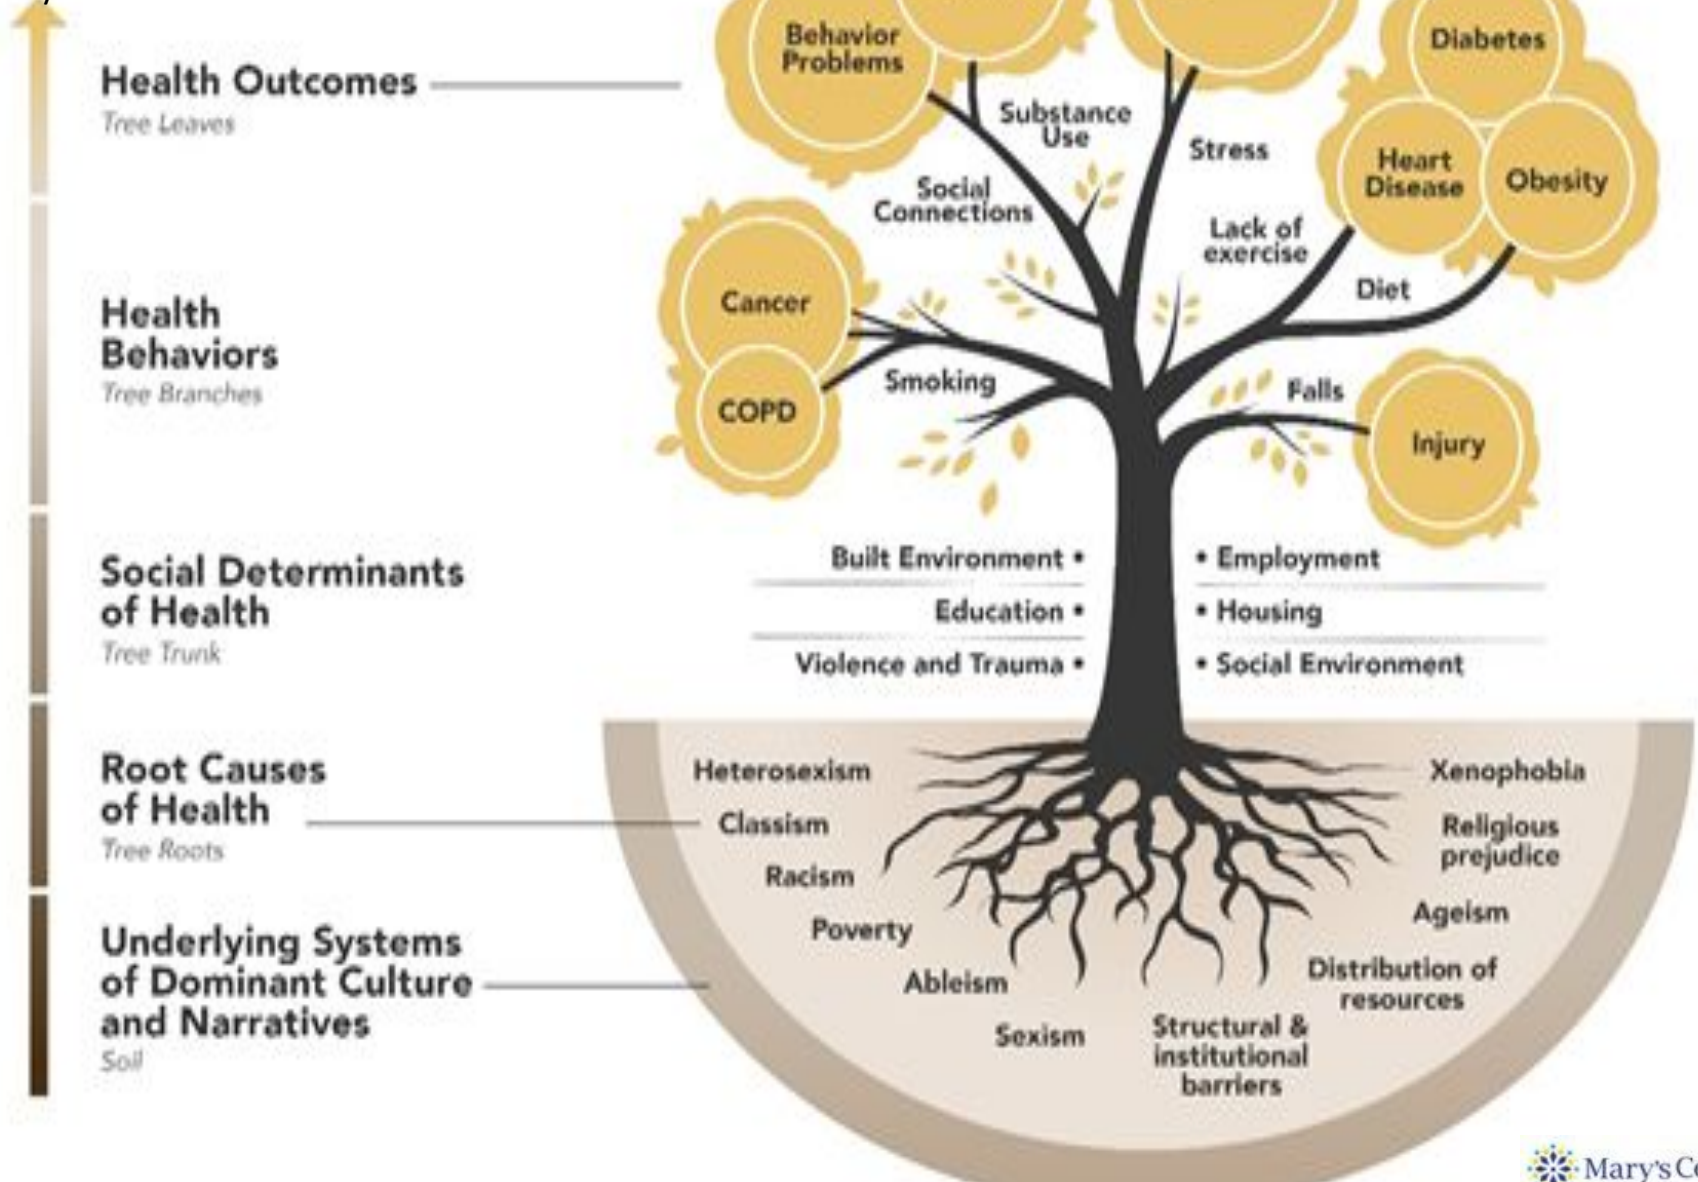 Health Outcomes
Tree Leaves
Health
Behaviors
Tree Branches
Social Determinants
of Health
Tree Trunk
Root Causes
of Health
Tree Roots
Underlying Systems
of Dominant Culture
and Narratives
Soil
Behavior
Problems
Diabetes
Substance
Use
Stress
Heart
Disease
Obesity
Social
Connections
Lack of
exercise
Diet
Cancer
Smoking
COPD
Falls
Injury
Built Environment •
• Employment
Education •
• Housing
Violence and Trauma •
• Social Environment
Heterosexism
Classism
Racism
Poverty
Ableism
Sexism
Structural &
institutional
barriers
Distribution of
resources
Ageism
Religious
prejudice
Xenophobia
Mary's